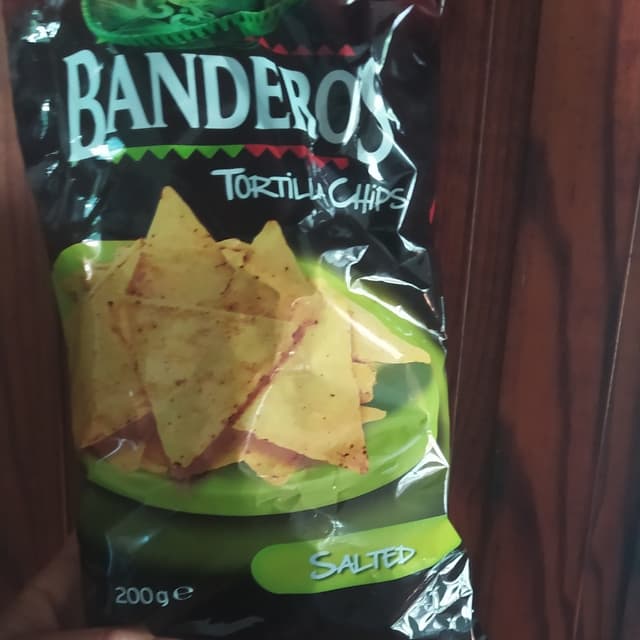 BANDEROS
TORTILLA CHIPS
SALTED
200g e